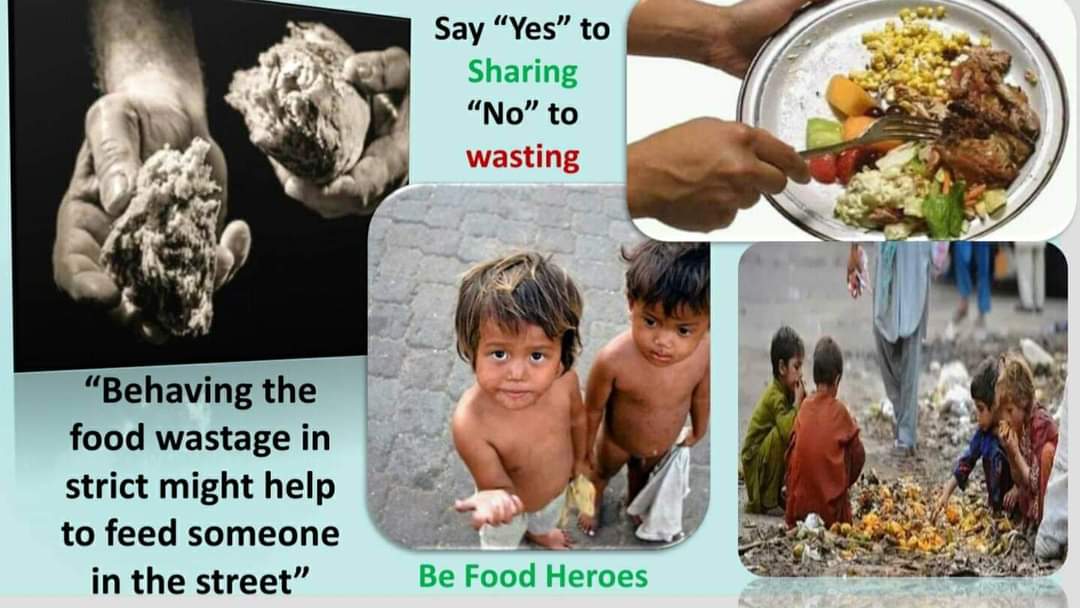 Say “Yes” to
Sharing
“No” to
wasting
“Behaving the
food wastage in
strict might help
to feed someone
in the street”
Be Food Heroes